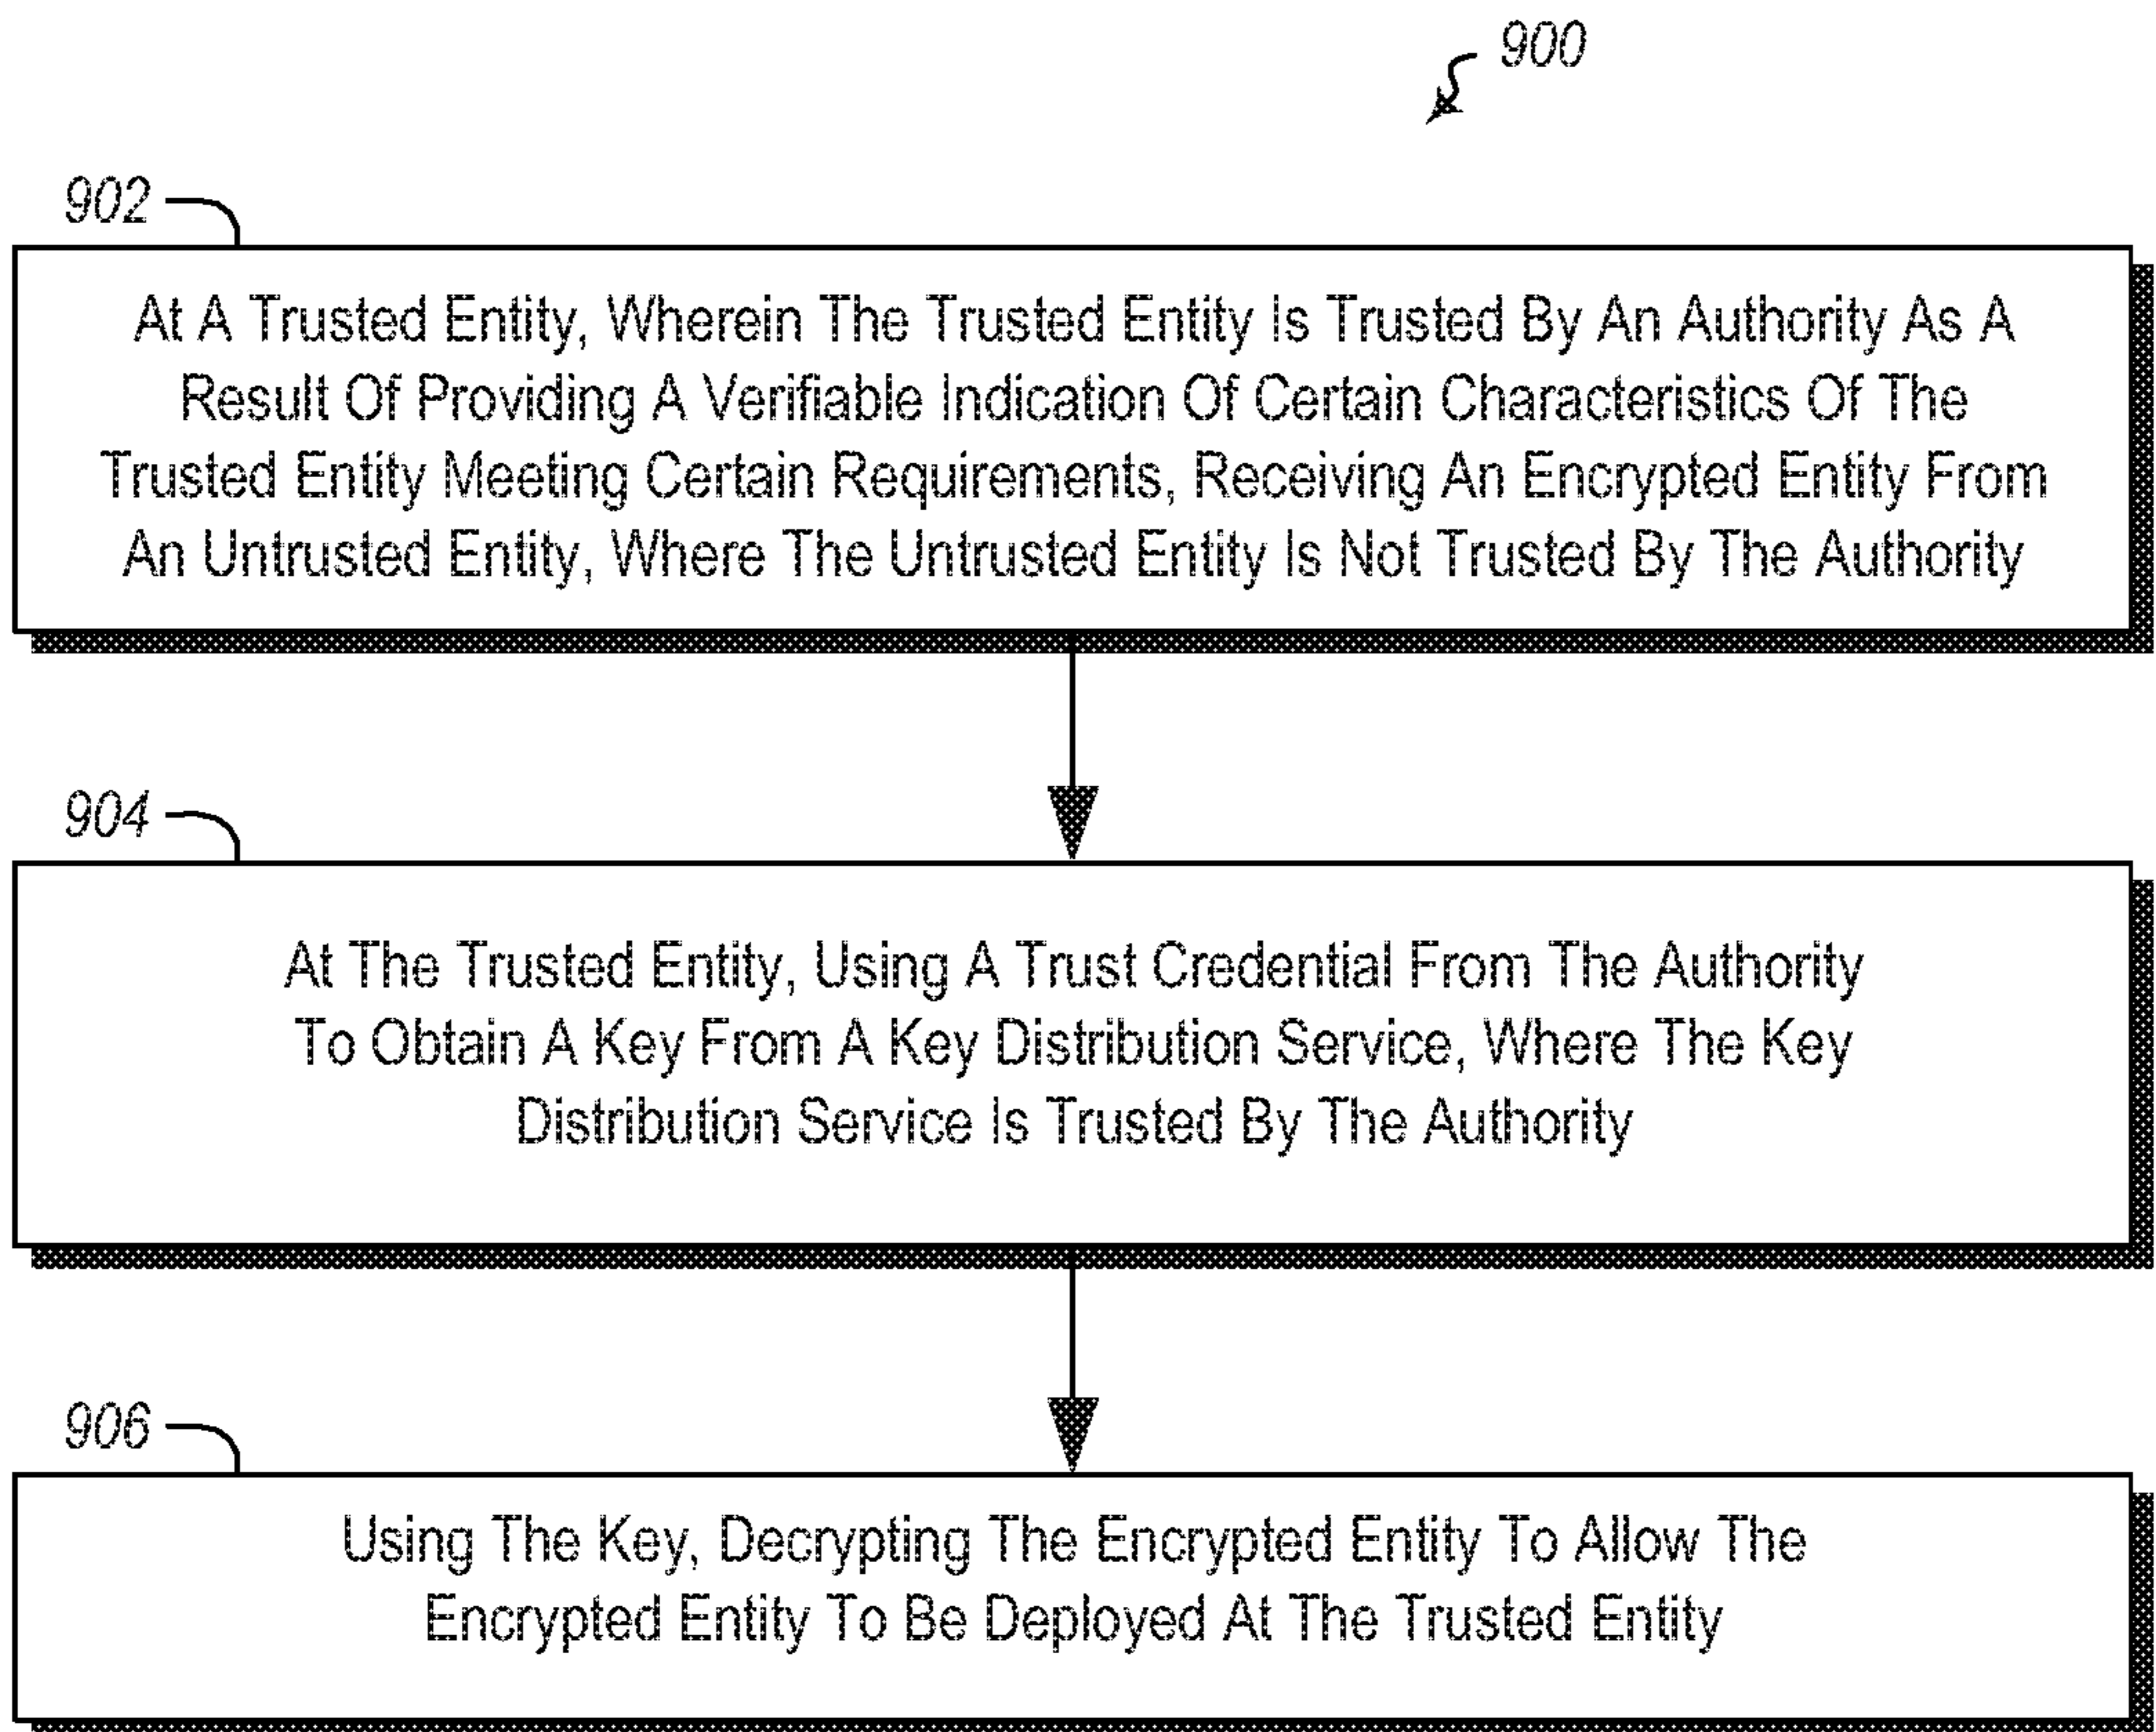 900
902
At A Trusted Entity, Wherein The Trusted Entity Is Trusted By An Authority As A
Result Of Providing A Verifiable Indication Of Certain Characteristics Of The
Trusted Entity Meeting Certain Requirements, Receiving An Encrypted Entity From
An Untrusted Entity, Where The Untrusted Entity Is Not Trusted By The Authority
904
At The Trusted Entity, Using A Trust Credential From The Authority
To Obtain A Key From A Key Distribution Service, Where The Key
Distribution Service Is Trusted By The Authority
906
Using The Key, Decrypting The Encrypted Entity To Allow The
Encrypted Entity To Be Deployed At The Trusted Entity